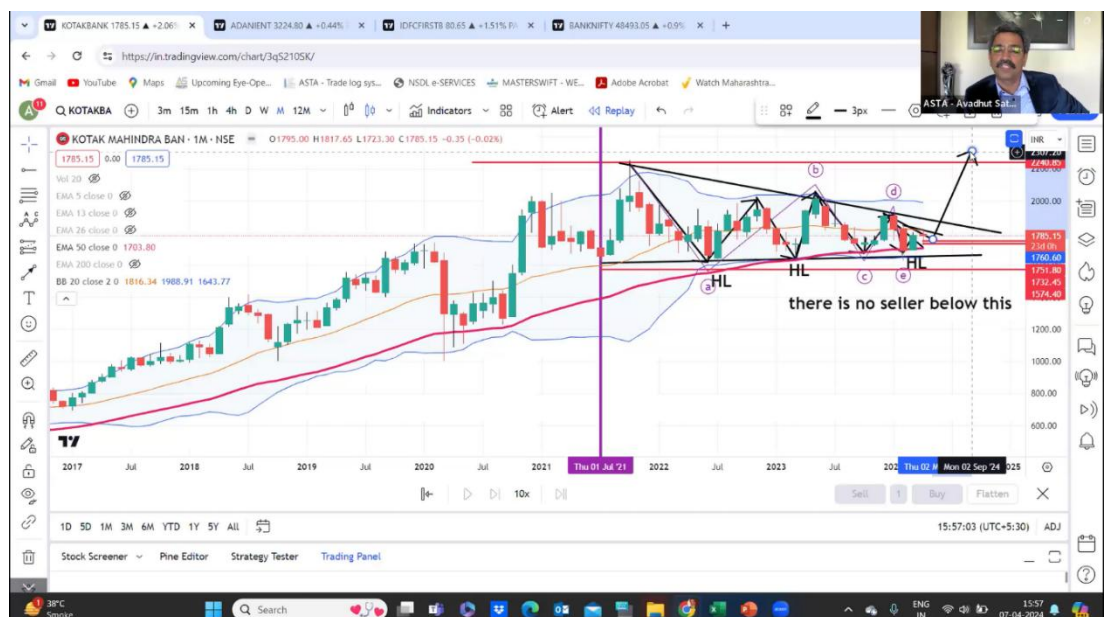 KOTAKBANK 1785.15 ▲ +2.06%
ADANIENT 3224.80 ▲ +0.44%
IDFCFIRSTB 80.65 ▲ +1.51%
BANKNIFTY 48493.05 ▲ +0.9%
https://in.tradingview.com/chart/3qS210SK/
Gmail YouTube Maps Upcoming Eye-Ope... ASTA - Trade log sys... NSDL e-SERVICES MASTERSWIFT - WE... Adobe Acrobat Watch Maharashtra...
A 11 KOTAKBA 3m 15m 1h 4h D W M 12M Indicators Alert Replay 3px
ASTA - Avadhut Sat...
KOTAK MAHINDRA BAN · 1M · NSE O1795.00 H1817.65 L1723.30 C1785.15 −0.35 (−0.02%)
INR
1785.15 0.00 1785.15
Vol 20
EMA 5 close 0
EMA 13 close 0
EMA 26 close 0
EMA 50 close 0 1703.80
EMA 200 close 0
BB 20 close 2 0 1816.34 1988.91 1643.77
2307.20
2240.85
2200.00
2000.00
1785.15
23d 0h
1760.60
1751.80
1732.45
1574.40
1200.00
1000.00
800.00
600.00
b
d
a
c
e
HL
HL
HL
there is no seller below this
2017 Jul 2018 Jul 2019 Jul 2020 Jul 2021 Thu 01 Jul '21 2022 Jul 2023 Jul Thu 02 Mon 02 Sep '24 2025
10x
Sell 1 Buy Flatten
1D 5D 1M 3M 6M YTD 1Y 5Y All
15:57:03 (UTC+5:30) ADJ
Stock Screener Pine Editor Strategy Tester Trading Panel
38°C
Smoke
Search
ENG
IN
15:57
07-04-2024